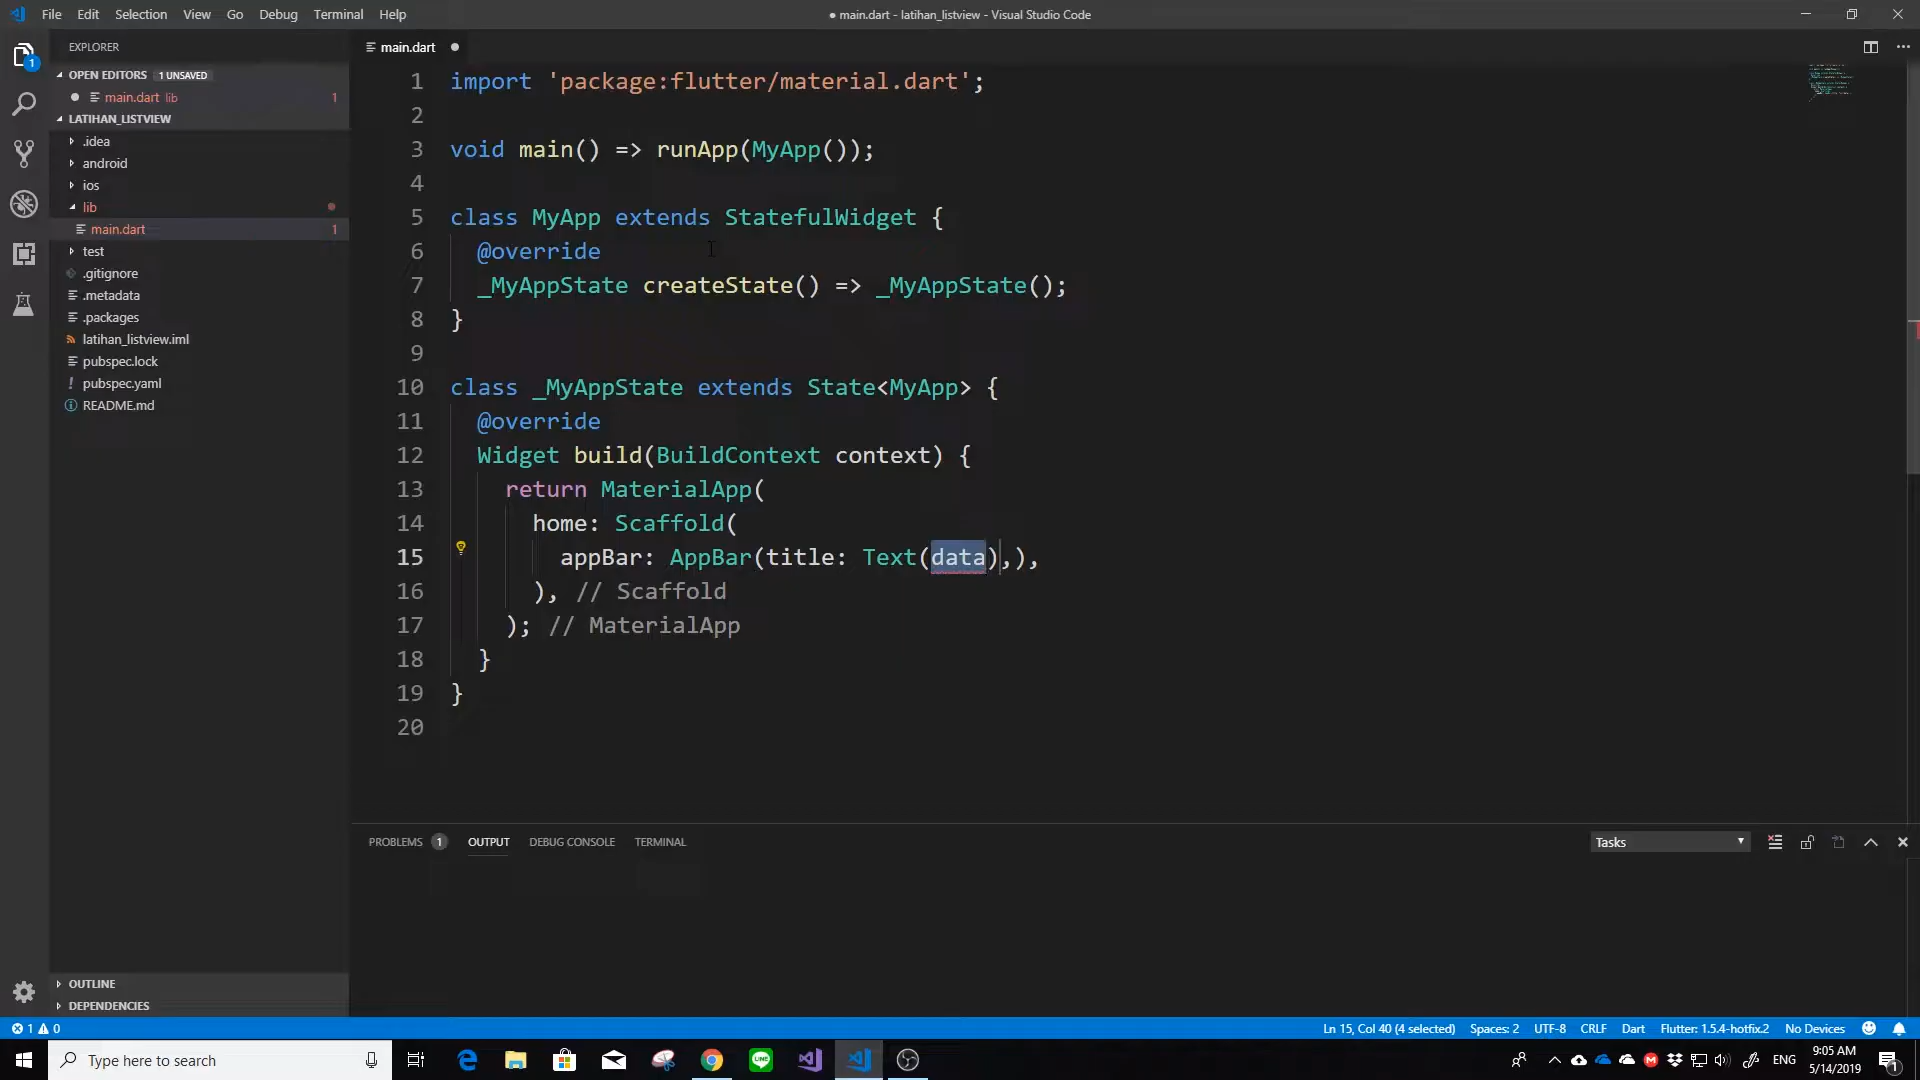 File Edit Selection View Go Debug Terminal Help
● main.dart - latihan_listview - Visual Studio Code
EXPLORER
OPEN EDITORS 1 UNSAVED
main.dart lib 1
LATIHAN_LISTVIEW
.idea
android
ios
lib
main.dart 1
test
.gitignore
.metadata
.packages
latihan_listview.iml
pubspec.lock
pubspec.yaml
README.md
OUTLINE
DEPENDENCIES
1
main.dart ●
1 import 'package:flutter/material.dart';
2
3 void main() => runApp(MyApp());
4
5 class MyApp extends StatefulWidget {
6 @override
7 _MyAppState createState() => _MyAppState();
8 }
9
10 class _MyAppState extends State<MyApp> {
11 @override
12 Widget build(BuildContext context) {
13 return MaterialApp(
14 home: Scaffold(
15 appBar: AppBar(title: Text(data),),
16 ), // Scaffold
17 ); // MaterialApp
18 }
19 }
20
PROBLEMS 1 OUTPUT DEBUG CONSOLE TERMINAL
Tasks
1 0
Ln 15, Col 40 (4 selected) Spaces: 2 UTF-8 CRLF Dart Flutter: 1.5.4-hotfix.2 No Devices
Type here to search
LINE
ENG
9:05 AM
5/14/2019
1